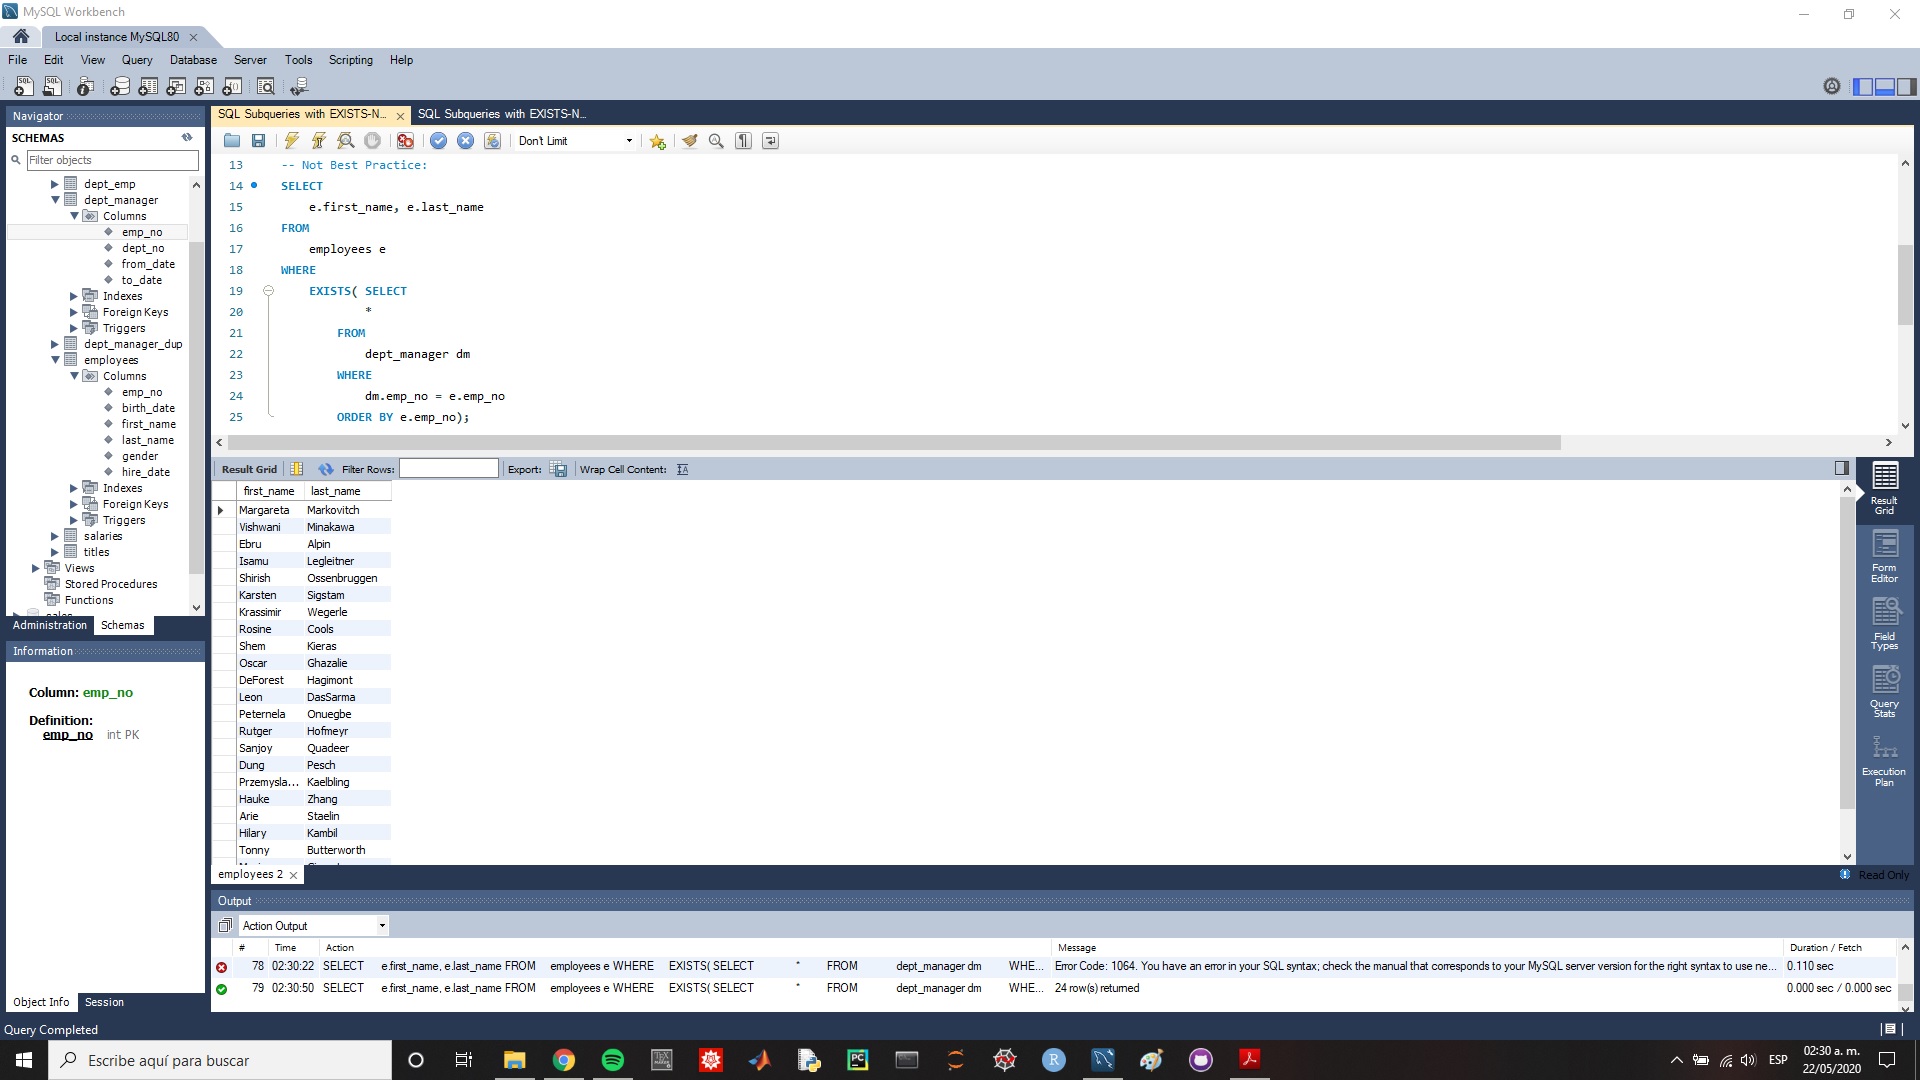 MySQL Workbench
Local instance MySQL80
File Edit View Query Database Server Tools Scripting Help
Navigator
SCHEMAS
Filter objects
dept_emp
dept_manager
Columns
emp_no
dept_no
from_date
to_date
Indexes
Foreign Keys
Triggers
dept_manager_dup
employees
Columns
emp_no
birth_date
first_name
last_name
gender
hire_date
Indexes
Foreign Keys
Triggers
salaries
titles
Views
Stored Procedures
Functions
Administration Schemas
Information
Column: emp_no
Definition:
emp_no int PK
Object Info Session
SQL Subqueries with EXISTS-N... SQL Subqueries with EXISTS-N...
Don't Limit
13 -- Not Best Practice:
14 SELECT
15 e.first_name, e.last_name
16 FROM
17 employees e
18 WHERE
19 EXISTS( SELECT
20 *
21 FROM
22 dept_manager dm
23 WHERE
24 dm.emp_no = e.emp_no
25 ORDER BY e.emp_no);
Result Grid Filter Rows: Export: Wrap Cell Content:
first_name last_name
Margareta Markovitch
Vishwani Minakawa
Ebru Alpin
Isamu Legleitner
Shirish Ossenbruggen
Karsten Sigstam
Krassimir Wegerle
Rosine Cools
Shem Kieras
Oscar Ghazalie
DeForest Hagimont
Leon DasSarma
Peternela Onuegbe
Rutger Hofmeyr
Sanjoy Quadeer
Dung Pesch
Przemysla... Kaelbling
Hauke Zhang
Arie Staelin
Hilary Kambil
Tonny Butterworth
Result
Grid
Form
Editor
Field
Types
Query
Stats
Execution
Plan
employees 2
Read Only
Output
Action Output
# Time Action Message Duration / Fetch
78 02:30:22 SELECT e.first_name, e.last_name FROM employees e WHERE EXISTS( SELECT * FROM dept_manager dm WHE... Error Code: 1064. You have an error in your SQL syntax; check the manual that corresponds to your MySQL server version for the right syntax to use ne... 0.110 sec
79 02:30:50 SELECT e.first_name, e.last_name FROM employees e WHERE EXISTS( SELECT * FROM dept_manager dm WHE... 24 row(s) returned 0.000 sec / 0.000 sec
Query Completed
Escribe aquí para buscar
ESP
02:30 a. m.
22/05/2020